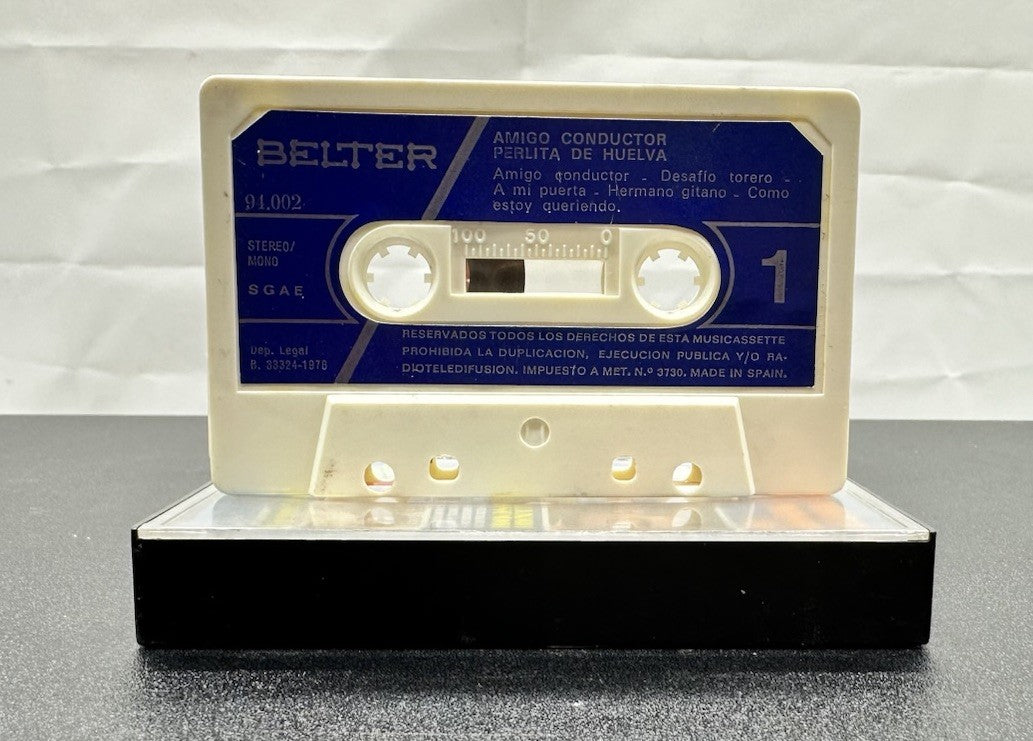 BELTER
94.002
AMIGO CONDUCTOR
PERLITA DE HUELVA
Amigo conductor - Desafío torero -
A mi puerta - Hermano gitano - Como
estoy queriendo.
100 50 0
STEREO/
MONO
SGAE
1
Dep. Legal
B. 33324-1978
RESERVADOS TODOS LOS DERECHOS DE ESTA MUSICASSETTE
PROHIBIDA LA DUPLICACION, EJECUCION PUBLICA Y/O RA-
DIOTELEDIFUSION. IMPUESTO A MET. N.º 3730. MADE IN SPAIN.